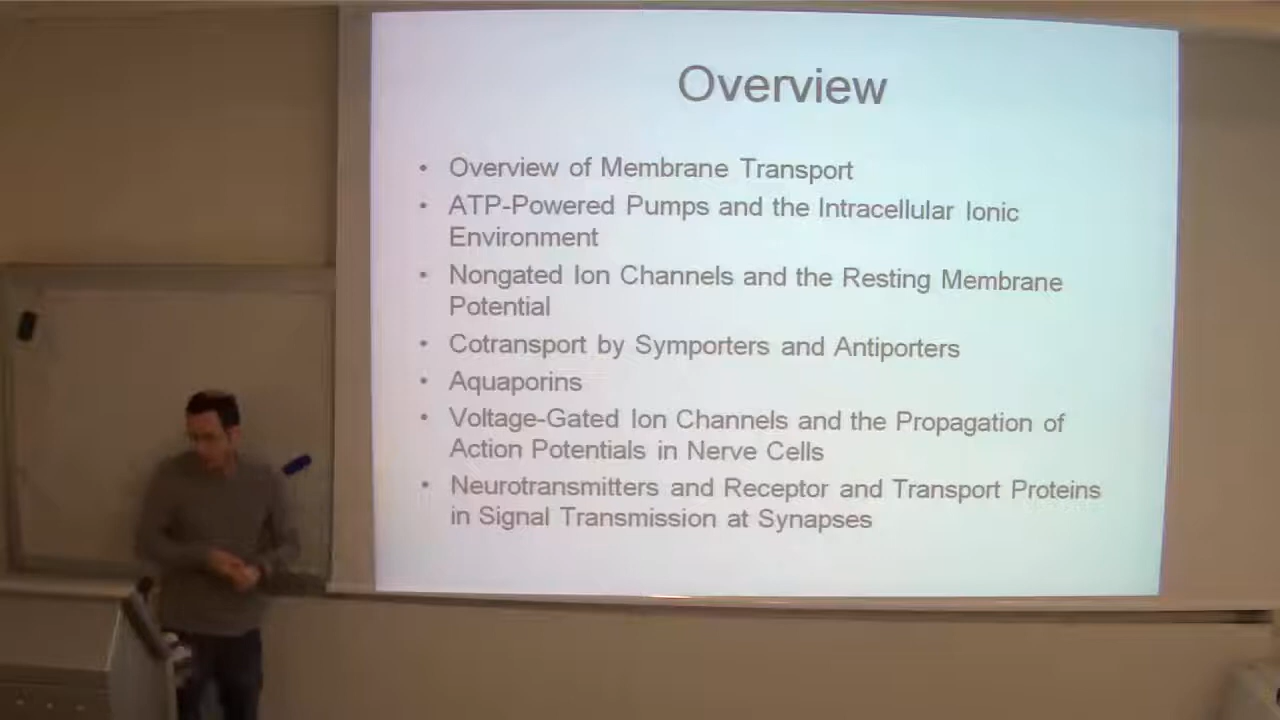 Overview
• Overview of Membrane Transport
• ATP-Powered Pumps and the Intracellular Ionic
Environment
• Nongated Ion Channels and the Resting Membrane
Potential
• Cotransport by Symporters and Antiporters
• Aquaporins
• Voltage-Gated Ion Channels and the Propagation of
Action Potentials in Nerve Cells
• Neurotransmitters and Receptor and Transport Proteins
in Signal Transmission at Synapses